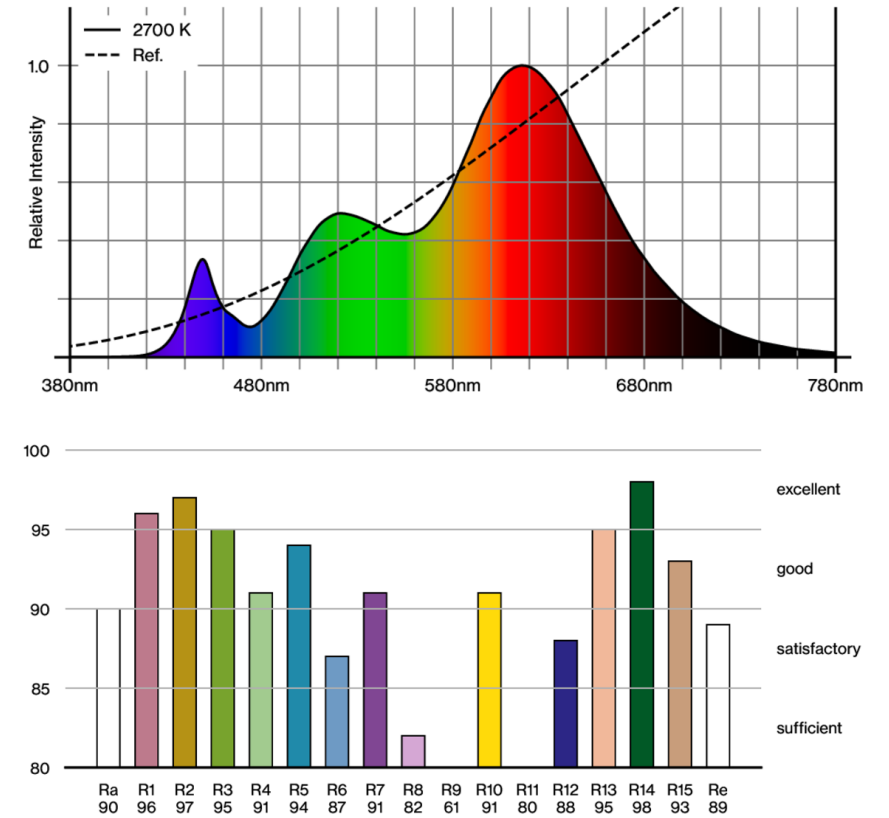 2700 K
Ref.
1.0
Relative Intensity
380nm 480nm 580nm 680nm 780nm
100
excellent
95
good
90
satisfactory
85
sufficient
80
Ra R1 R2 R3 R4 R5 R6 R7 R8 R9 R10 R11 R12 R13 R14 R15 Re
90 96 97 95 91 94 87 91 82 61 91 80 88 95 98 93 89